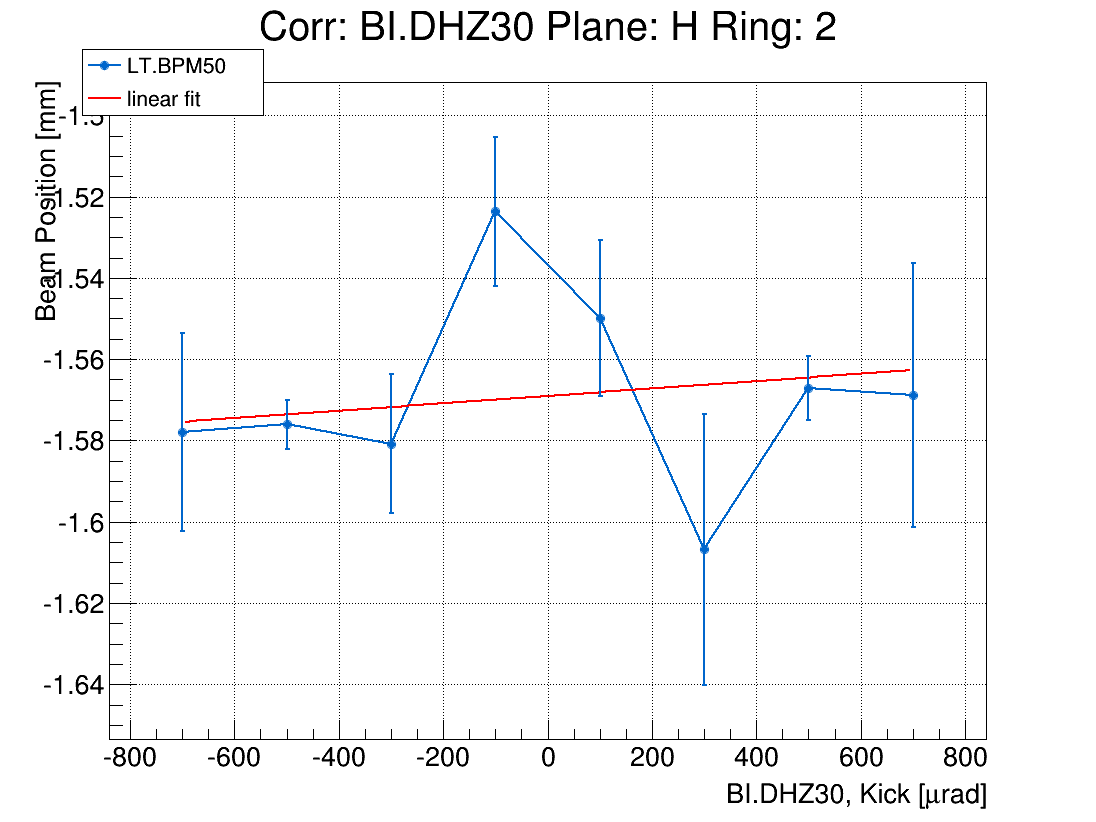 Corr: BI.DHZ30 Plane: H Ring: 2
LT.BPM50
linear fit
Beam Position [mm]
-1.5
-1.52
-1.54
-1.56
-1.58
-1.6
-1.62
-1.64
-800 -600 -400 -200 0 200 400 600 800
BI.DHZ30, Kick [μrad]